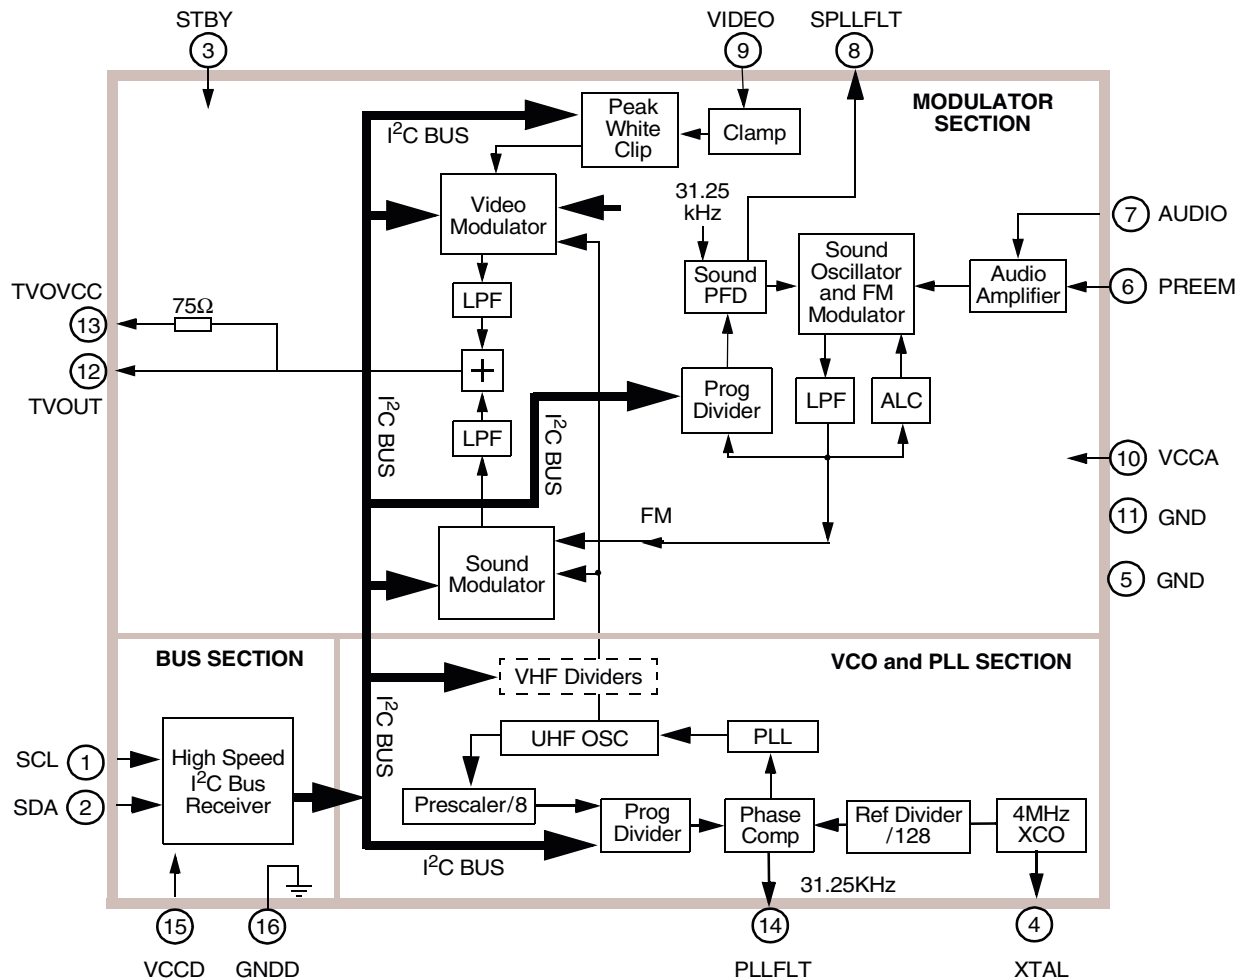 STBY
3
VIDEO
9
SPLLFLT
8
MODULATOR
SECTION
I²C BUS
Peak
White
Clip
Clamp
Video
Modulator
31.25
kHz
7
AUDIO
Sound
PFD
Sound
Oscillator
and FM
Modulator
Audio
Amplifier
6
PREEM
TVOVCC
13
75Ω
LPF
12
TVOUT
+
I²C BUS
LPF
I²C BUS
Prog
Divider
LPF
ALC
10
VCCA
11
GND
FM
5
GND
Sound
Modulator
BUS SECTION
VCO and PLL SECTION
VHF Dividers
I²C BUS
UHF OSC
PLL
SCL
1
SDA
2
High Speed
I²C Bus
Receiver
Prescaler/8
Prog
Divider
Phase
Comp
Ref Divider
/128
4MHz
XCO
I²C BUS
31.25KHz
15
16
14
4
VCCD
GNDD
PLLFLT
XTAL